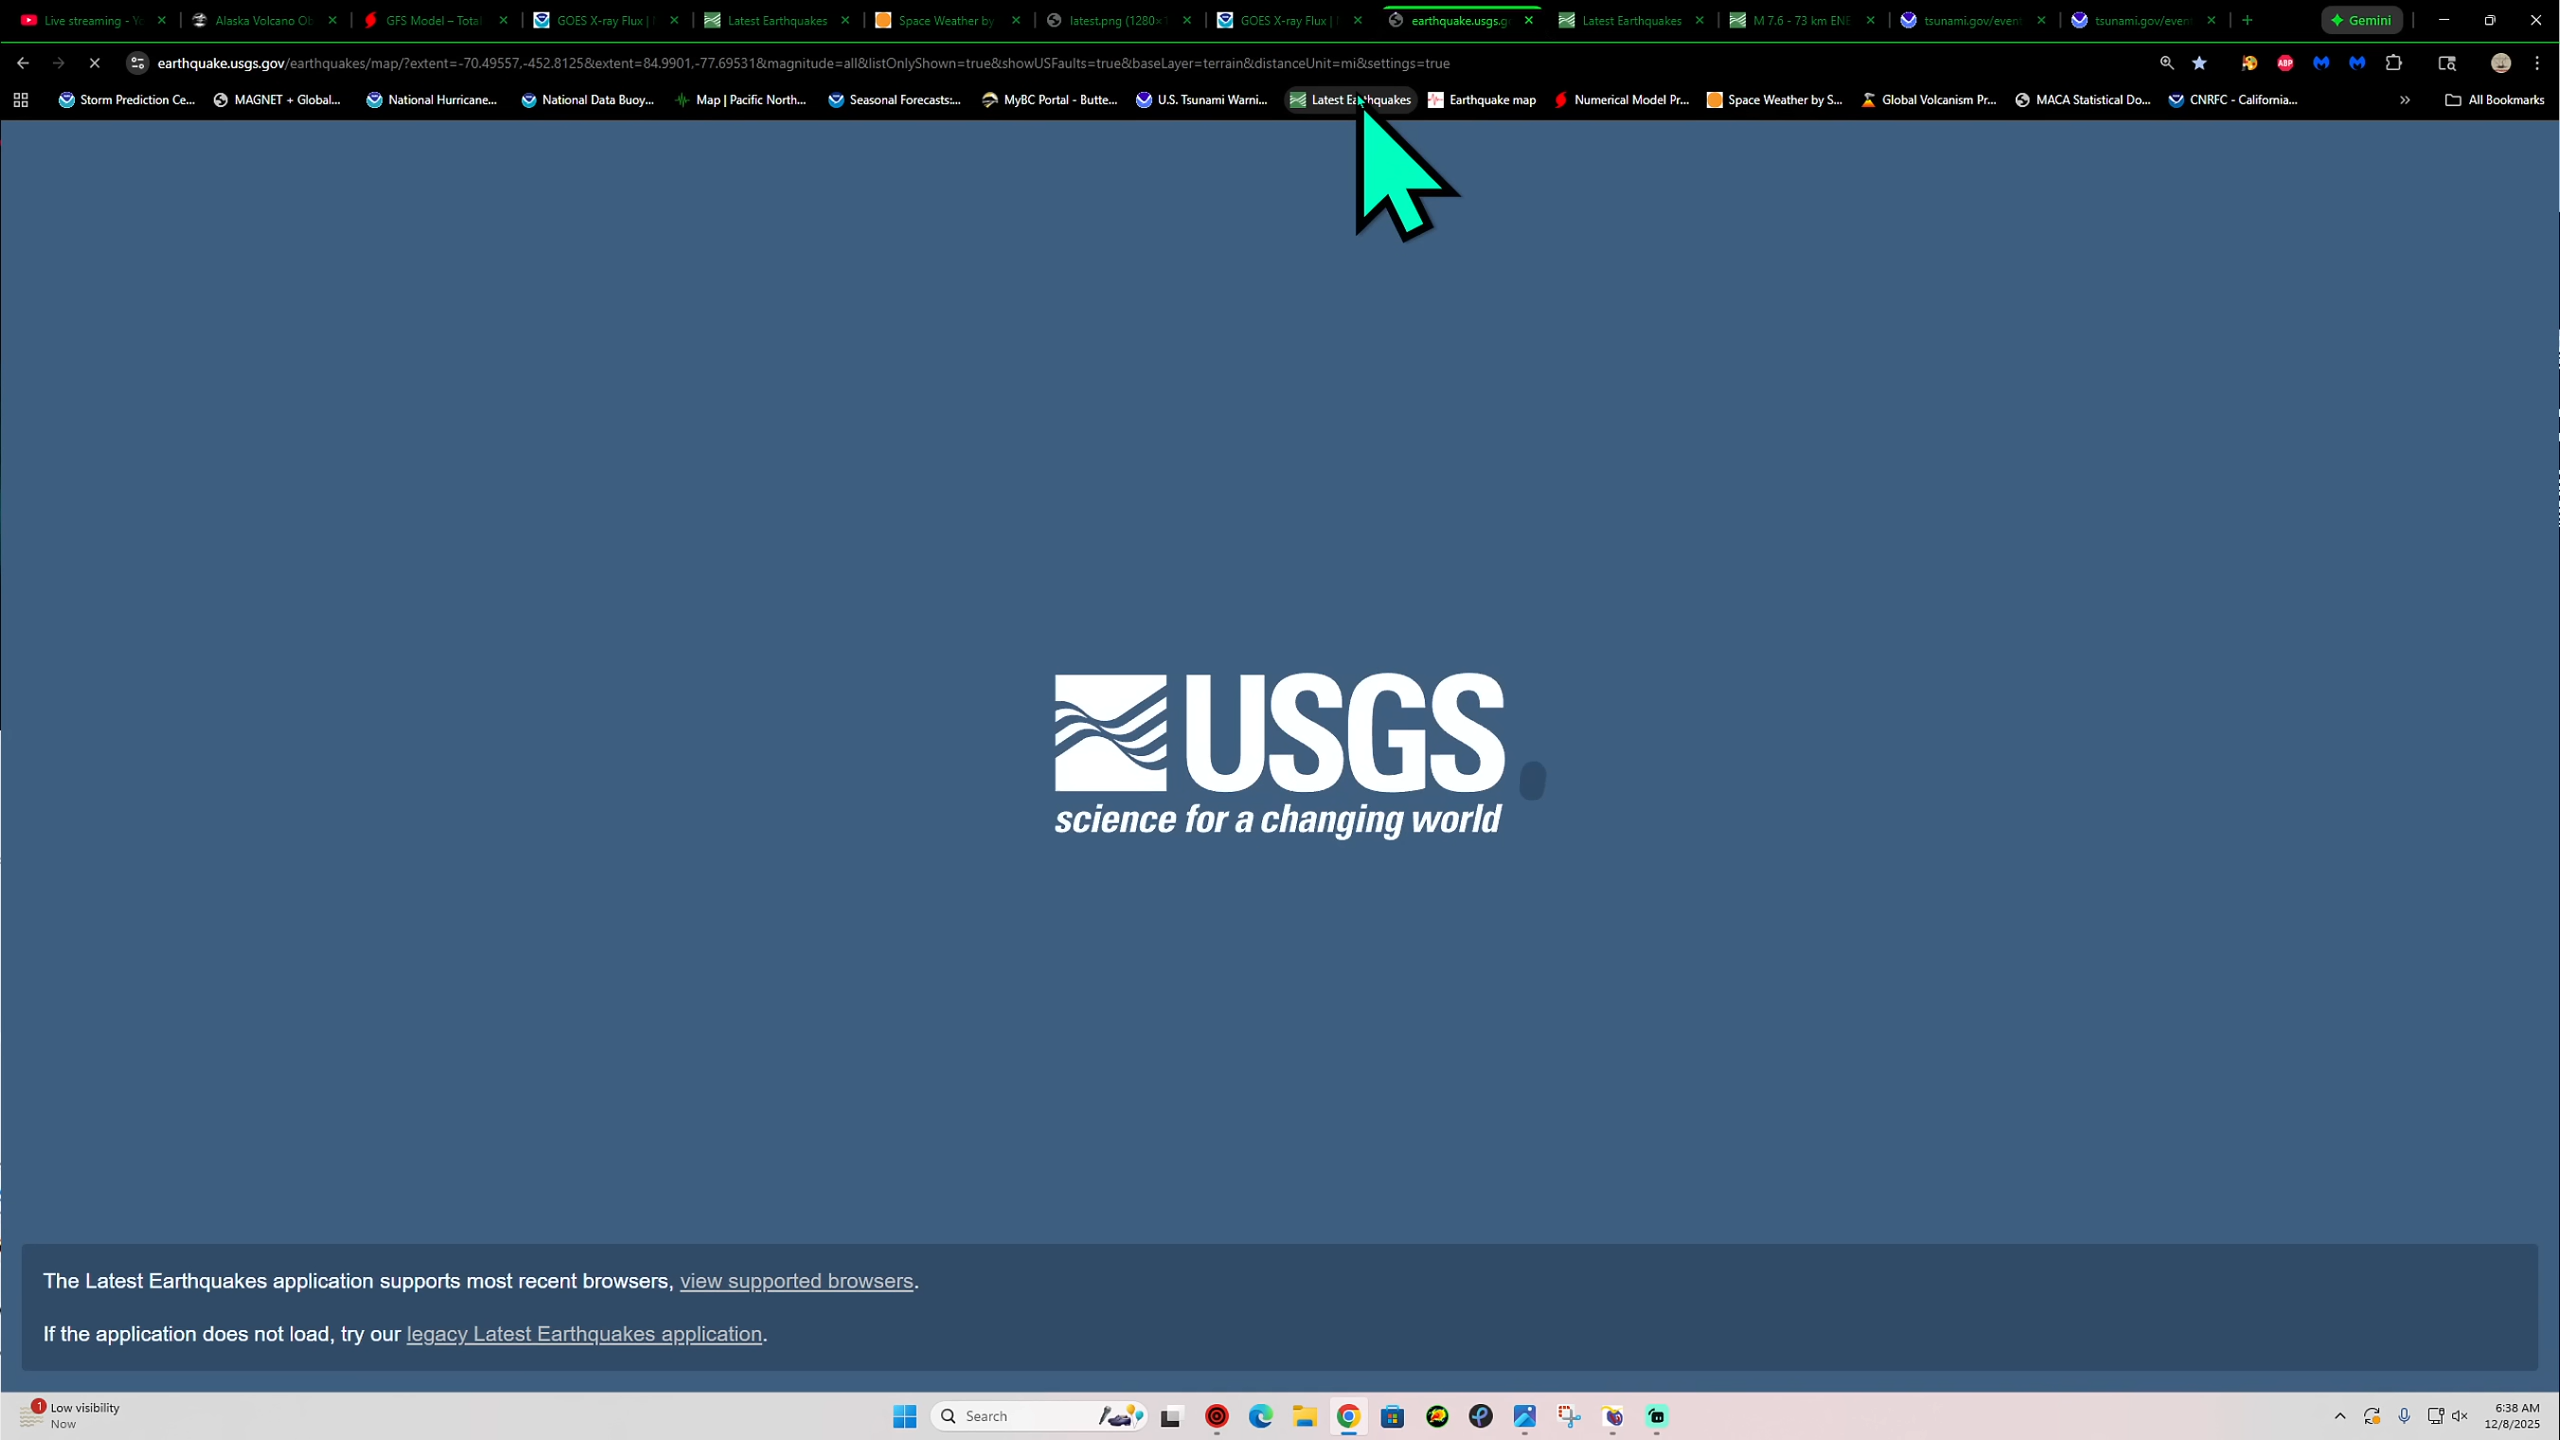 Live streaming - Yo
Alaska Volcano Ob
GFS Model – Total
GOES X-ray Flux |
Latest Earthquakes
Space Weather by
latest.png (1280×
GOES X-ray Flux |
earthquake.usgs.g
Latest Earthquakes
M 7.6 - 73 km ENE
tsunami.gov/even
tsunami.gov/even
Gemini
earthquake.usgs.gov/earthquakes/map/?extent=-70.49557,-452.8125&extent=84.9901,-77.69531&magnitude=all&listOnlyShown=true&showUSFaults=true&baseLayer=terrain&distanceUnit=mi&settings=true
ABP
Storm Prediction Ce...
MAGNET + Global...
National Hurricane...
National Data Buoy...
Map | Pacific North...
Seasonal Forecasts:...
MyBC Portal - Butte...
U.S. Tsunami Warni...
Latest Earthquakes
Earthquake map
Numerical Model Pr...
Space Weather by S...
Global Volcanism Pr...
MACA Statistical Do...
CNRFC - California...
All Bookmarks
USGS
science for a changing world
The Latest Earthquakes application supports most recent browsers, view supported browsers.
If the application does not load, try our legacy Latest Earthquakes application.
1
Low visibility
Now
Search
6:38 AM
12/8/2025